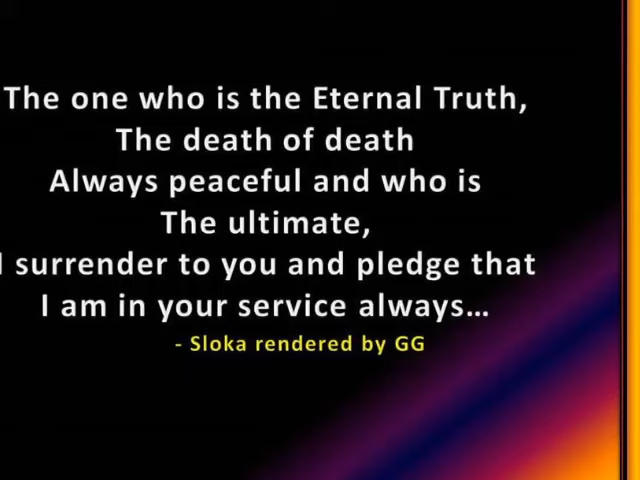 The one who is the Eternal Truth,
The death of death
Always peaceful and who is
The ultimate,
I surrender to you and pledge that
I am in your service always...
- Sloka rendered by GG